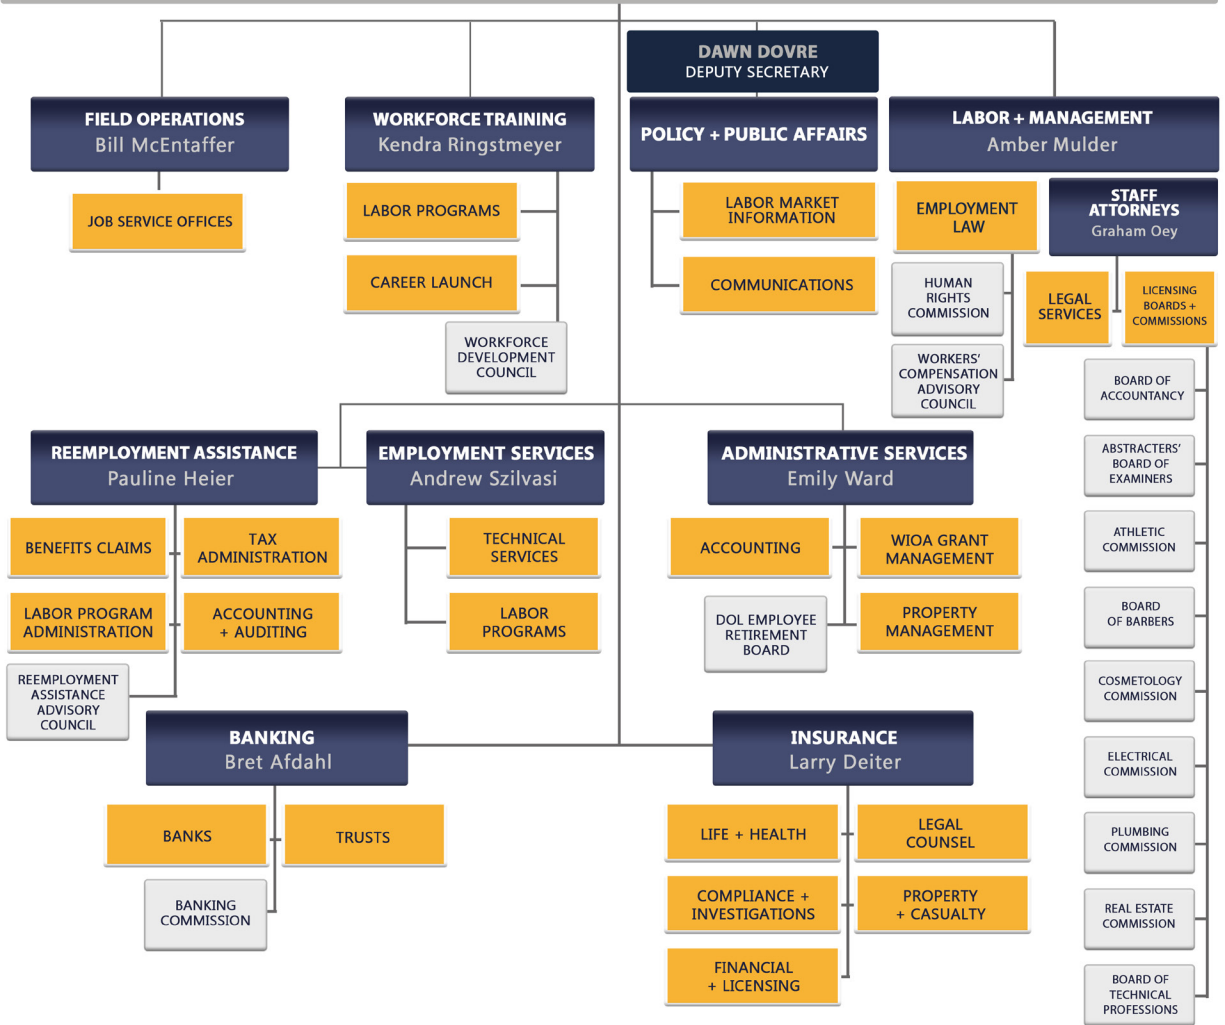 DAWN DOVRE
DEPUTY SECRETARY
FIELD OPERATIONS
Bill McEntaffer
JOB SERVICE OFFICES
WORKFORCE TRAINING
Kendra Ringstmeyer
LABOR PROGRAMS
CAREER LAUNCH
WORKFORCE
DEVELOPMENT
COUNCIL
POLICY + PUBLIC AFFAIRS
LABOR MARKET
INFORMATION
COMMUNICATIONS
LABOR + MANAGEMENT
Amber Mulder
EMPLOYMENT
LAW
HUMAN
RIGHTS
COMMISSION
WORKERS’
COMPENSATION
ADVISORY
COUNCIL
STAFF
ATTORNEYS
Graham Oey
LEGAL
SERVICES
LICENSING
BOARDS +
COMMISSIONS
BOARD OF
ACCOUNTANCY
ABSTRACTERS’
BOARD OF
EXAMINERS
ATHLETIC
COMMISSION
BOARD
OF BARBERS
COSMETOLOGY
COMMISSION
ELECTRICAL
COMMISSION
PLUMBING
COMMISSION
REAL ESTATE
COMMISSION
BOARD OF
TECHNICAL
PROFESSIONS
REEMPLOYMENT ASSISTANCE
Pauline Heier
BENEFITS CLAIMS
TAX
ADMINISTRATION
LABOR PROGRAM
ADMINISTRATION
ACCOUNTING
+ AUDITING
REEMPLOYMENT
ASSISTANCE
ADVISORY
COUNCIL
EMPLOYMENT SERVICES
Andrew Szilvasi
TECHNICAL
SERVICES
LABOR
PROGRAMS
ADMINISTRATIVE SERVICES
Emily Ward
ACCOUNTING
WIOA GRANT
MANAGEMENT
DOL EMPLOYEE
RETIREMENT
BOARD
PROPERTY
MANAGEMENT
BANKING
Bret Afdahl
BANKS
TRUSTS
BANKING
COMMISSION
INSURANCE
Larry Deiter
LIFE + HEALTH
LEGAL
COUNSEL
COMPLIANCE +
INVESTIGATIONS
PROPERTY
+ CASUALTY
FINANCIAL
+ LICENSING